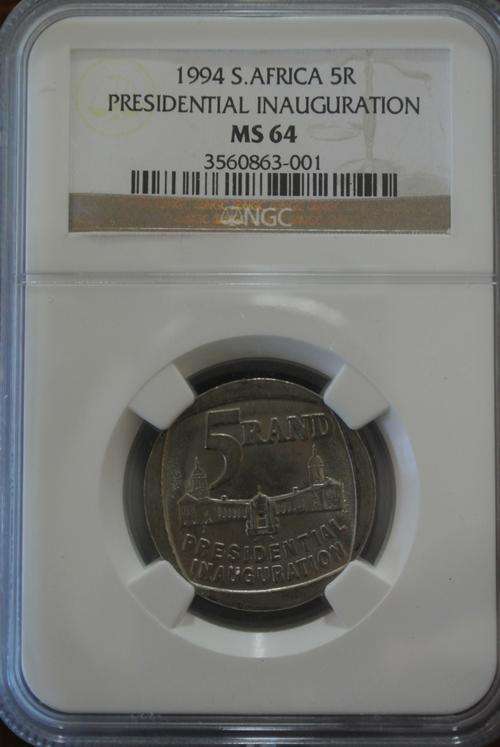 1994 S.AFRICA 5R
PRESIDENTIAL INAUGURATION
MS 64
3560863-001
NGC
5 RAND
PRESIDENTIAL
INAUGURATION